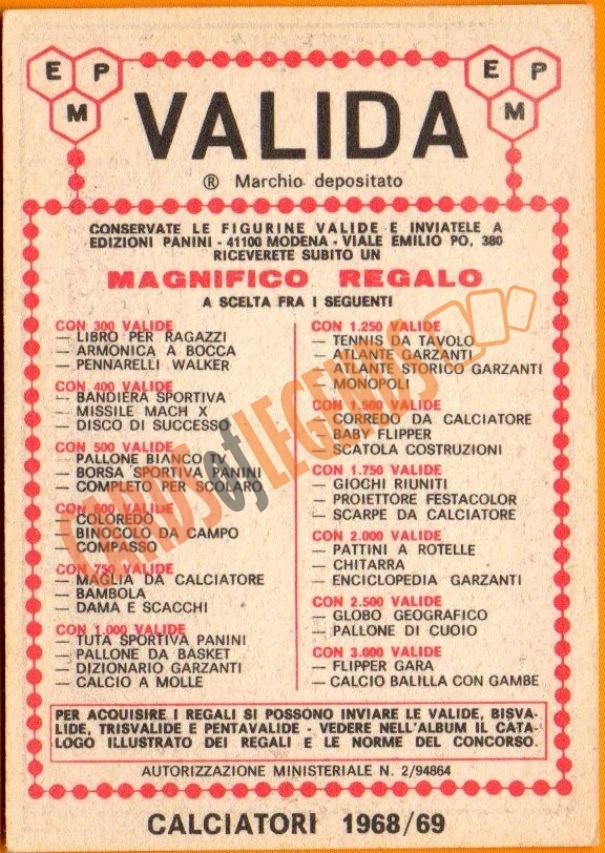 E P
M
E P
M
VALIDA
® Marchio depositato
CONSERVATE LE FIGURINE VALIDE E INVIATELE A
EDIZIONI PANINI - 41100 MODENA - VIALE EMILIO PO, 380
RICEVERETE SUBITO UN
MAGNIFICO REGALO
A SCELTA FRA I SEGUENTI
CON 300 VALIDE
— LIBRO PER RAGAZZI
— ARMONICA A BOCCA
— PENNARELLI WALKER
CON 400 VALIDE
— BANDIERA SPORTIVA
— MISSILE MACH X
— DISCO DI SUCCESSO
CON 500 VALIDE
— PALLONE BIANCO TV
— BORSA SPORTIVA PANINI
— COMPLETO PER SCOLARO
CON 600 VALIDE
— COLOREDO
— BINOCOLO DA CAMPO
— COMPASSO
CON 750 VALIDE
— MAGLIA DA CALCIATORE
— BAMBOLA
— DAMA E SCACCHI
CON 1.000 VALIDE
— TUTA SPORTIVA PANINI
— PALLONE DA BASKET
— DIZIONARIO GARZANTI
— CALCIO A MOLLE
CON 1.250 VALIDE
— TENNIS DA TAVOLO
— ATLANTE GARZANTI
— ATLANTE STORICO GARZANTI
— MONOPOLI
CON 1.500 VALIDE
— CORREDO DA CALCIATORE
— BABY FLIPPER
— SCATOLA COSTRUZIONI
CON 1.750 VALIDE
— GIOCHI RIUNITI
— PROIETTORE FESTACOLOR
— SCARPE DA CALCIATORE
CON 2.000 VALIDE
— PATTINI A ROTELLE
— CHITARRA
— ENCICLOPEDIA GARZANTI
CON 2.500 VALIDE
— GLOBO GEOGRAFICO
— PALLONE DI CUOIO
CON 3.000 VALIDE
— FLIPPER GARA
— CALCIO BALILLA CON GAMBE
PER ACQUISIRE I REGALI SI POSSONO INVIARE LE VALIDE, BISVA-
LIDE, TRISVALIDE E PENTAVALIDE - VEDERE NELL'ALBUM IL CATA-
LOGO ILLUSTRATO DEI REGALI E LE NORME DEL CONCORSO.
AUTORIZZAZIONE MINISTERIALE N. 2/94864
CALCIATORI 1968/69
CARDS of LEGENDS